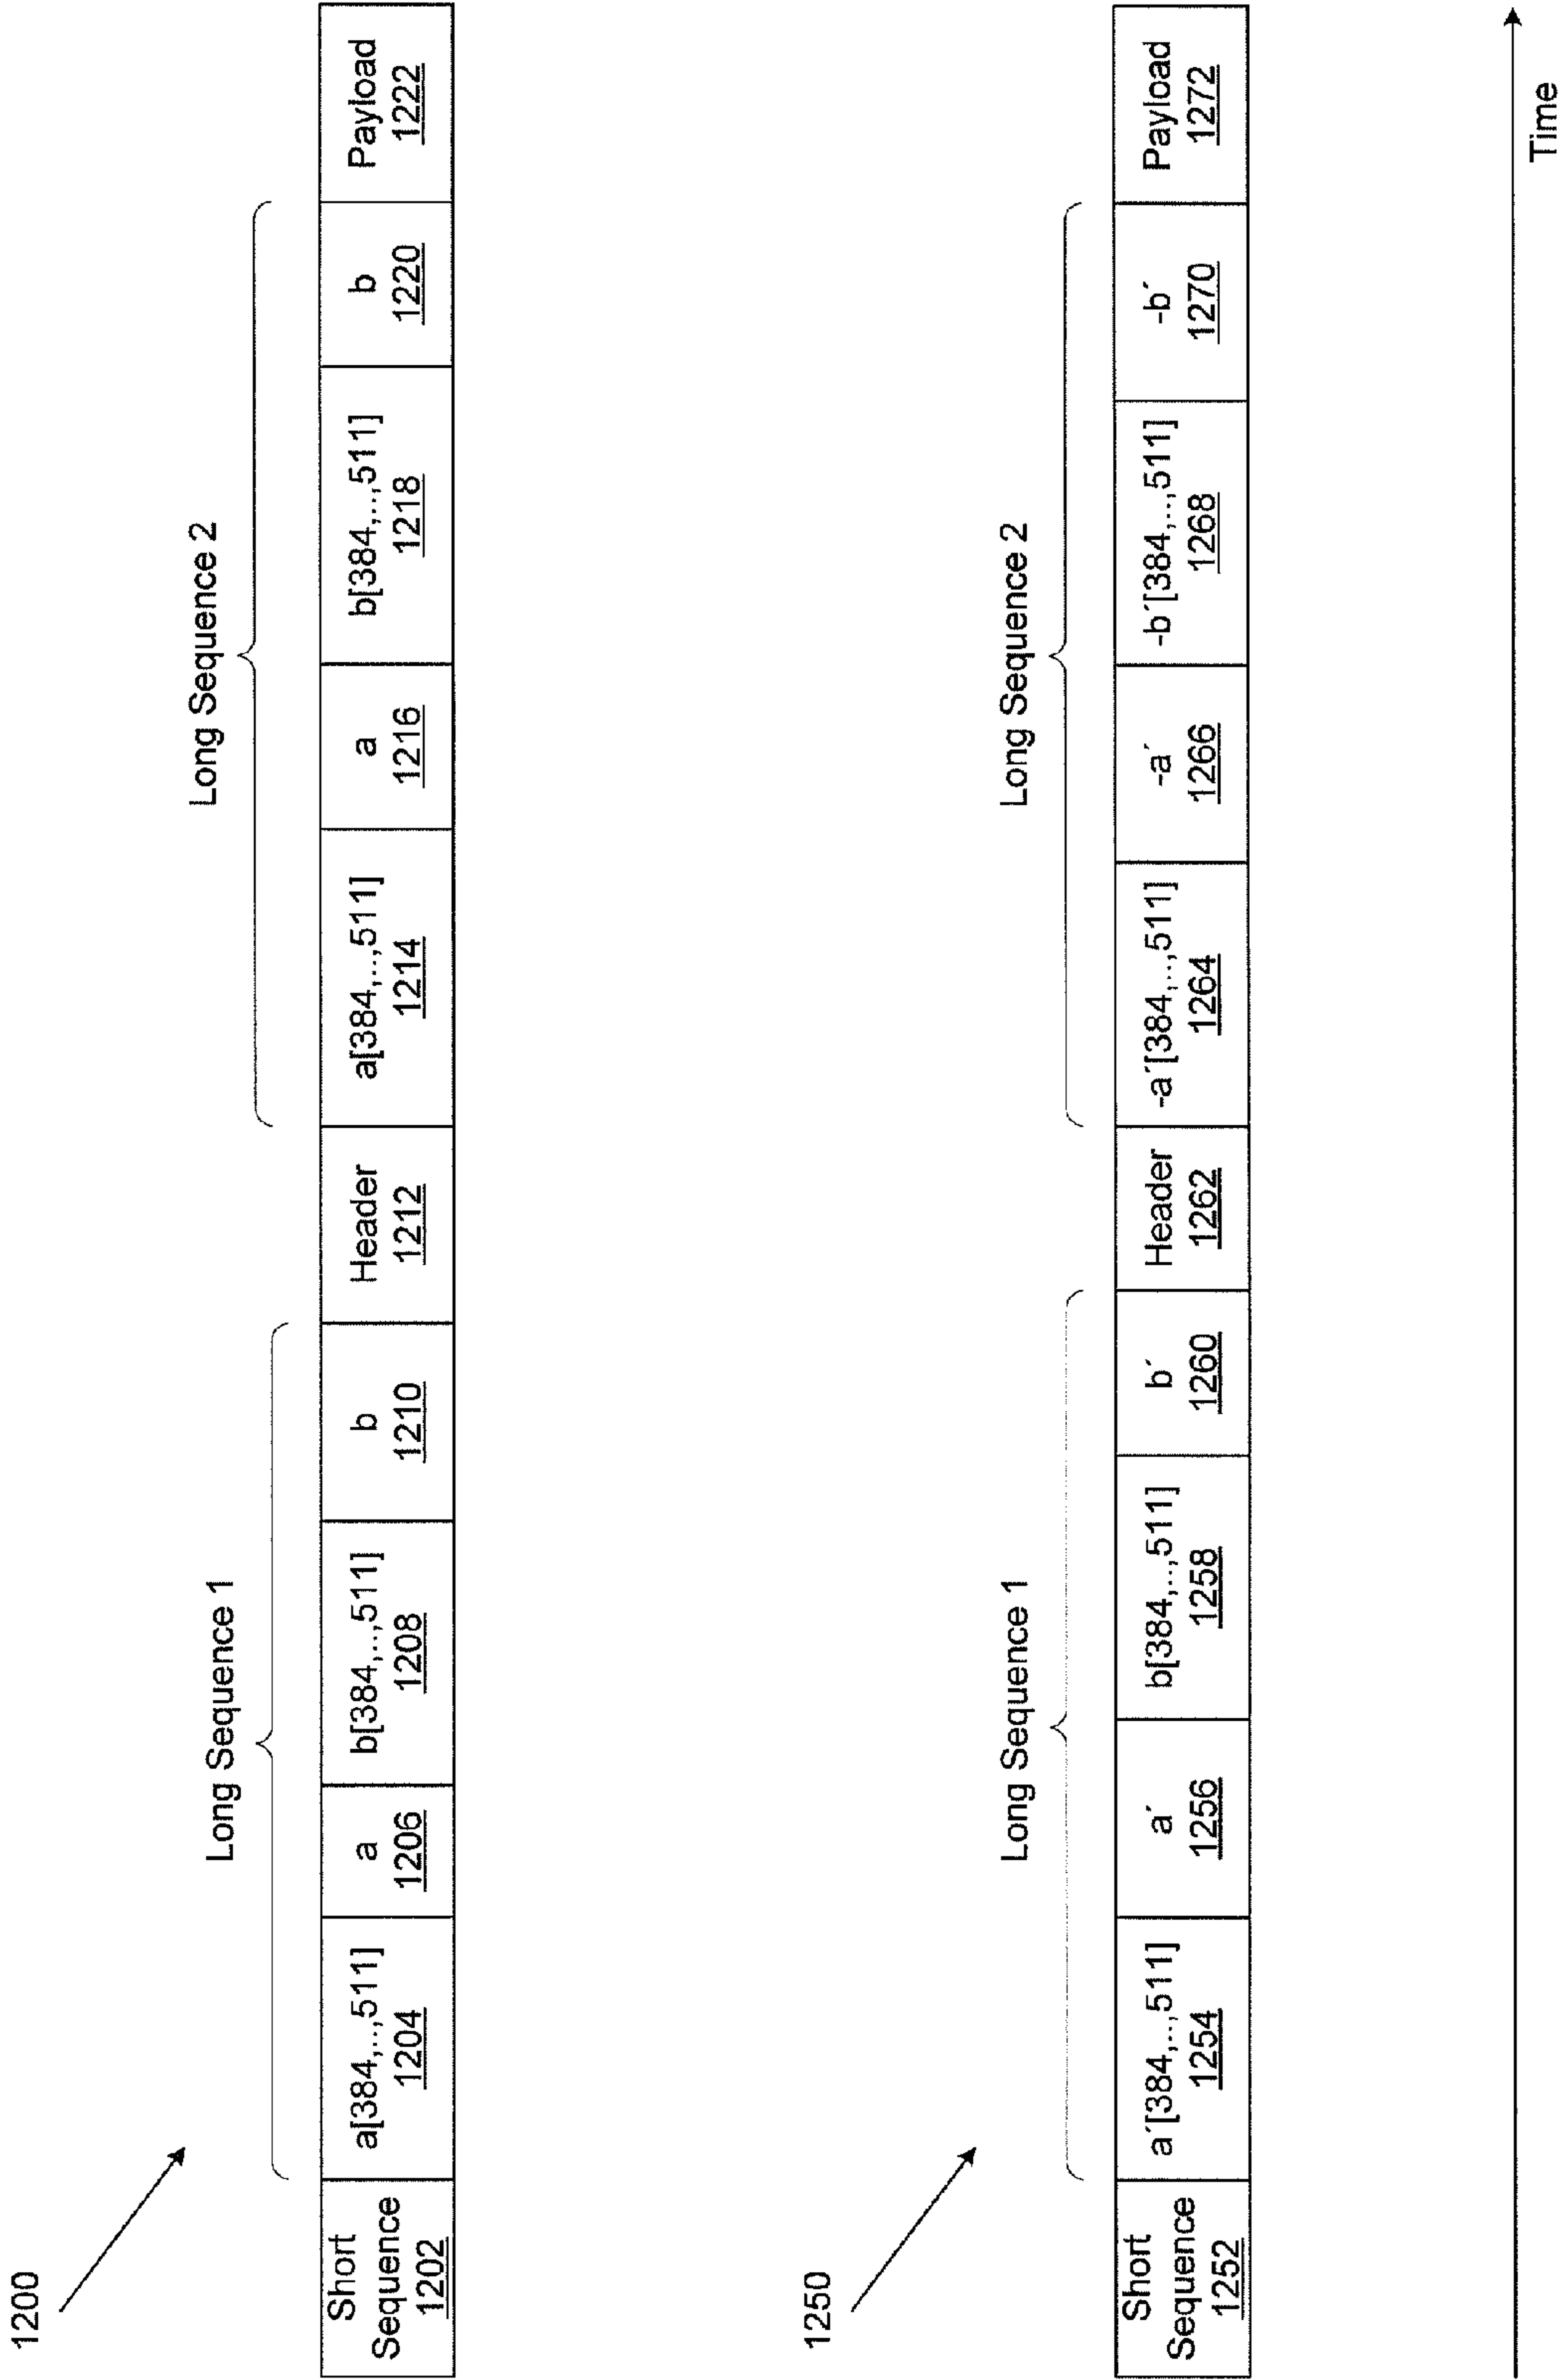 1200
Long Sequence 1
Long Sequence 2
Short
Sequence
1202
a[384,..,511]
1204
a
1206
b[384,..,511]
1208
b
1210
Header
1212
a[384,..,511]
1214
a
1216
b[384,..,511]
1218
b
1220
Payload
1222
1250
Long Sequence 1
Long Sequence 2
Short
Sequence
1252
a´[384,..,511]
1254
a´
1256
b[384,..,511]
1258
b´
1260
Header
1262
-a´[384,..,511]
1264
-a´
1266
-b´[384,..,511]
1268
-b´
1270
Payload
1272
Time